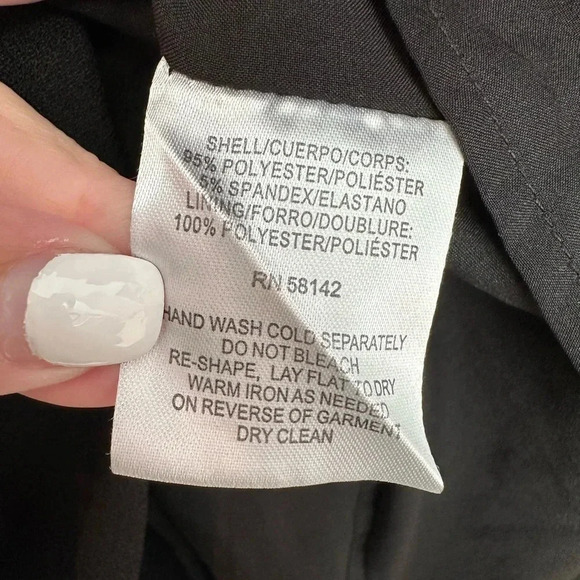 SHELL/CUERPO/CORPS:
95% POLYESTER/POLIÉSTER
5% SPANDEX/ELASTANO
LINING/FORRO/DOUBLURE:
100% POLYESTER/POLIÉSTER
RN 58142
HAND WASH COLD SEPARATELY
DO NOT BLEACH
RE-SHAPE, LAY FLAT TO DRY
WARM IRON AS NEEDED
ON REVERSE OF GARMENT
DRY CLEAN